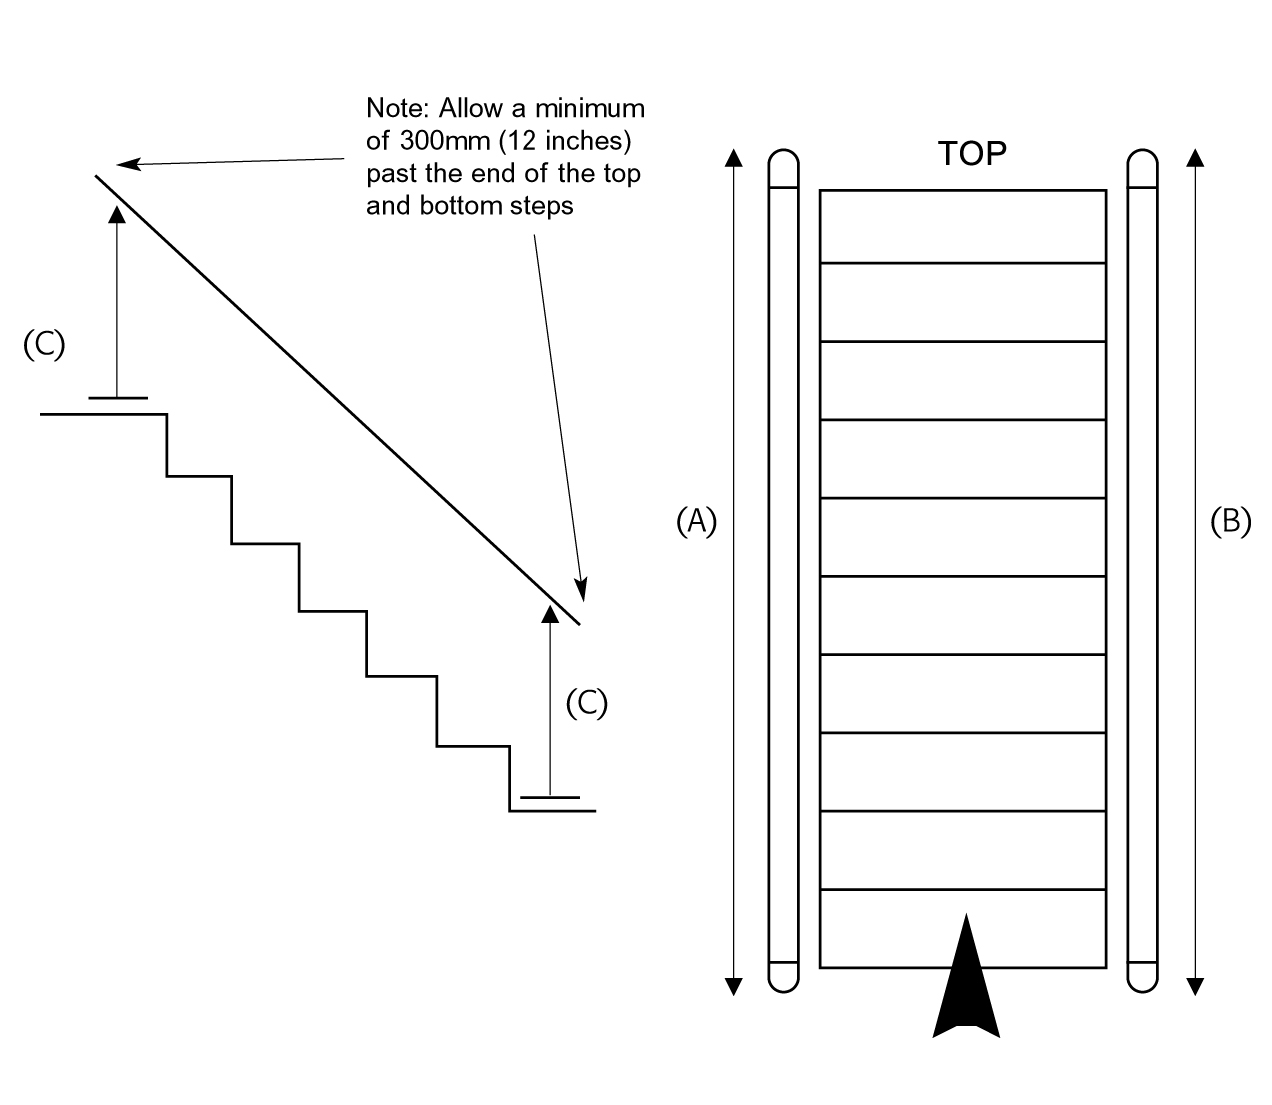 Note: Allow a minimum
of 300mm (12 inches)
past the end of the top
and bottom steps
(C)
(C)
TOP
(A)
(B)